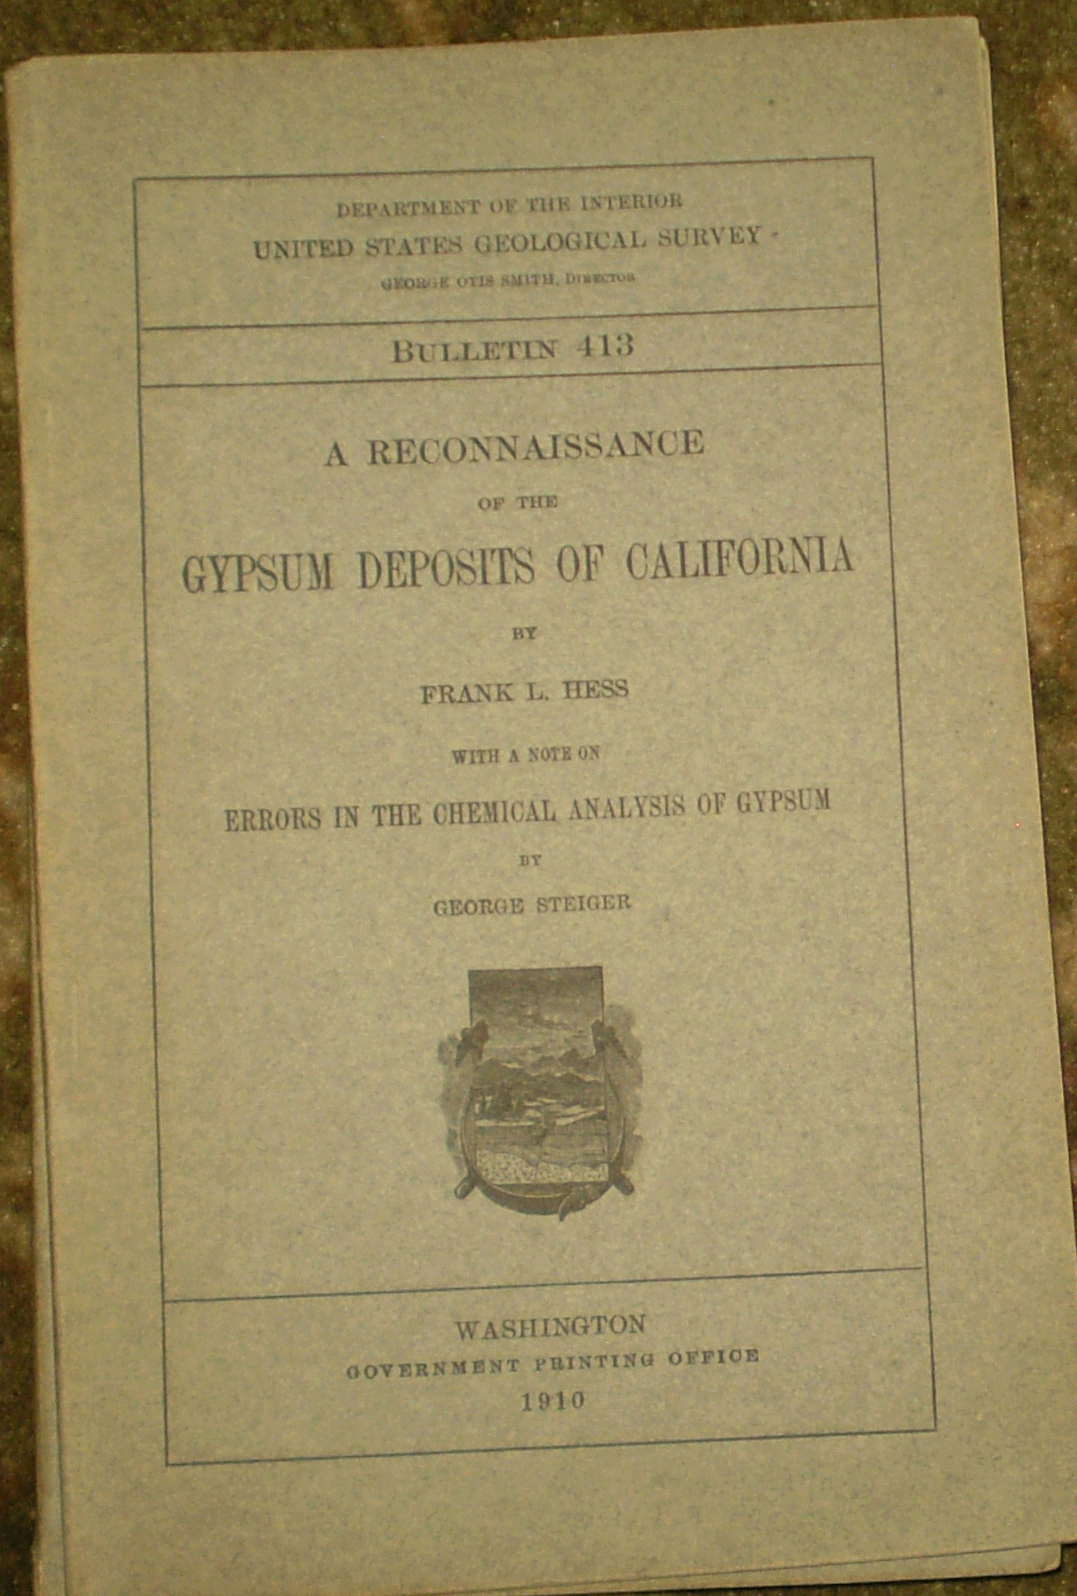 DEPARTMENT OF THE INTERIOR
UNITED STATES GEOLOGICAL SURVEY
GEORGE OTIS SMITH, DIRECTOR
BULLETIN 413
A RECONNAISSANCE
OF THE
GYPSUM DEPOSITS OF CALIFORNIA
BY
FRANK L. HESS
WITH A NOTE ON
ERRORS IN THE CHEMICAL ANALYSIS OF GYPSUM
BY
GEORGE STEIGER
WASHINGTON
GOVERNMENT PRINTING OFFICE
1910